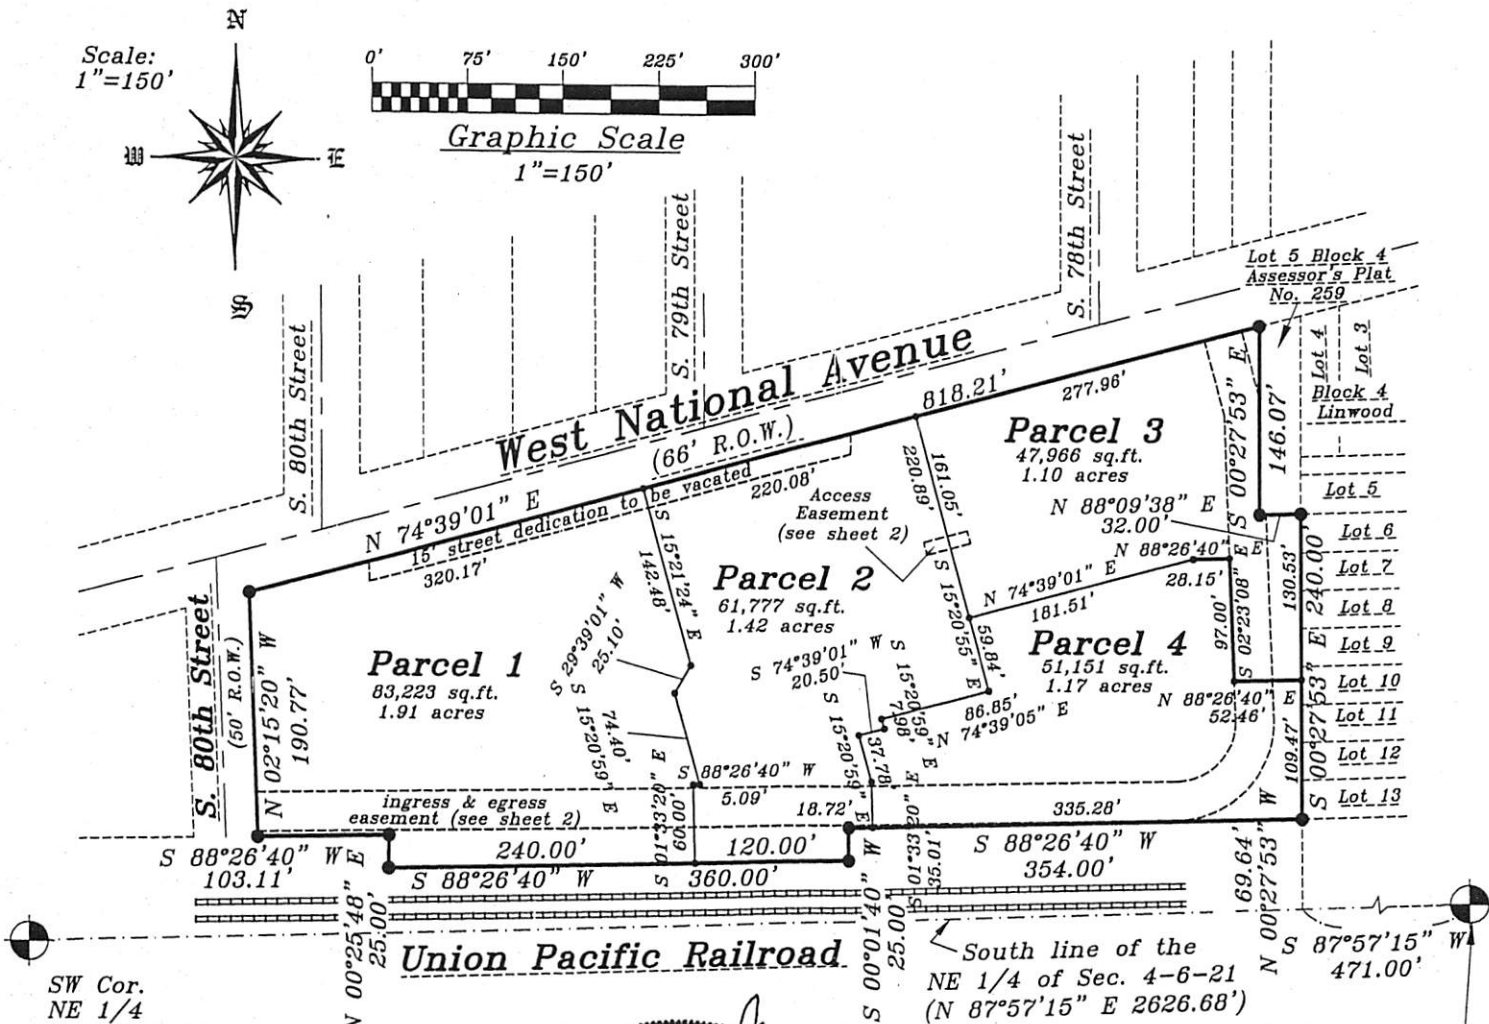 N
Scale:
1"=150'
W
E
S
0'
75'
150'
225'
300'
Graphic Scale
1"=150'
S. 80th Street
S. 79th Street
S. 78th Street
Lot 5 Block 4
Assessor's Plat
No. 259
Lot 4
Lot 3
Block 4
Linwood
West National Avenue
(66' R.O.W.)
818.21'
277.96'
N 74°39'01" E
15' street dedication to be vacated
320.17'
220.08'
Parcel 3
47,966 sq.ft.
1.10 acres
S 00°27'53" E
146.07'
N 88°09'38" E
32.00'
N 88°26'40" E
28.15'
161.05'
220.89'
S 15°20'55" E
59.84'
Access
Easement
(see sheet 2)
Lot 5
Lot 6
Lot 7
Lot 8
Lot 9
Lot 10
Lot 11
Lot 12
Lot 13
130.53'
240.00'
S 00°27'53" E
109.47'
N 74°39'01" E
181.51'
97.00'
S 02°23'08" E
N 88°26'40" E
52.46'
Parcel 2
61,777 sq.ft.
1.42 acres
S 15°21'24" E
142.48'
S 29°39'01" W
25.10'
S 15°20'59" E
74.40'
Parcel 1
83,223 sq.ft.
1.91 acres
S. 80th Street
(50' R.O.W.)
N 02°15'20" W
190.77'
Parcel 4
51,151 sq.ft.
1.17 acres
S 74°39'01" W
20.50'
S 15°20'59" E
7.98'
86.85'
N 74°39'05" E
S 15°20'59" E
37.78'
S 88°26'40" W
5.09'
S 01°33'20" E
60.00'
ingress & egress
easement (see sheet 2)
18.72'
335.28'
S 88°26'40" W
103.11'
240.00'
120.00'
S 88°26'40" W
360.00'
S 88°26'40" W
354.00'
N 00°25'48" E
25.00'
S 00°01'40" W
25.00'
35.01'
69.64'
N 00°27'53" W
Union Pacific Railroad
South line of the
NE 1/4 of Sec. 4-6-21
(N 87°57'15" E 2626.68')
S 87°57'15" W
471.00'
SW Cor.
NE 1/4